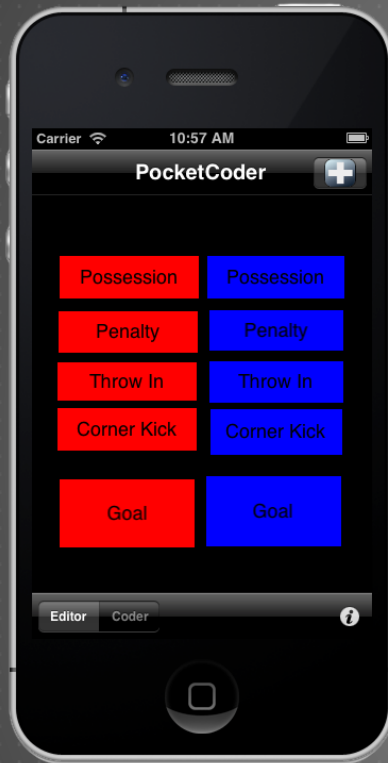 Carrier 10:57 AM
PocketCoder
Possession Possession
Penalty Penalty
Throw In Throw In
Corner Kick Corner Kick
Goal Goal
Editor Coder